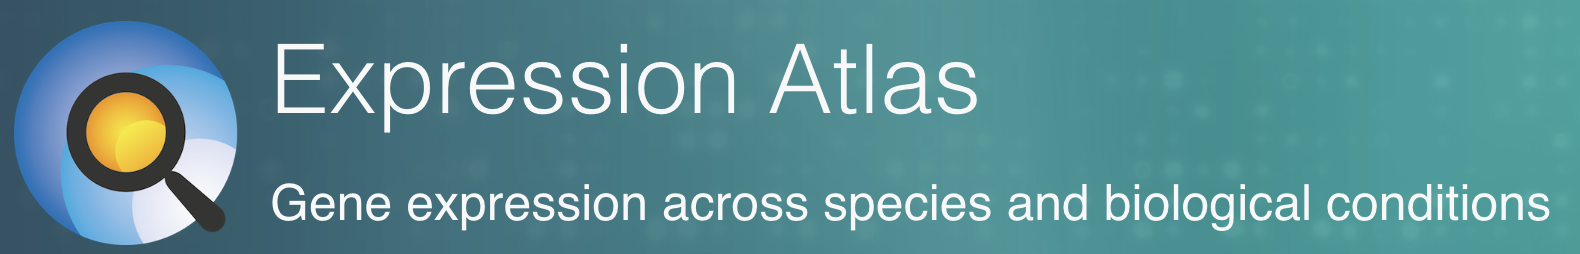 Expression Atlas
Gene expression across species and biological conditions